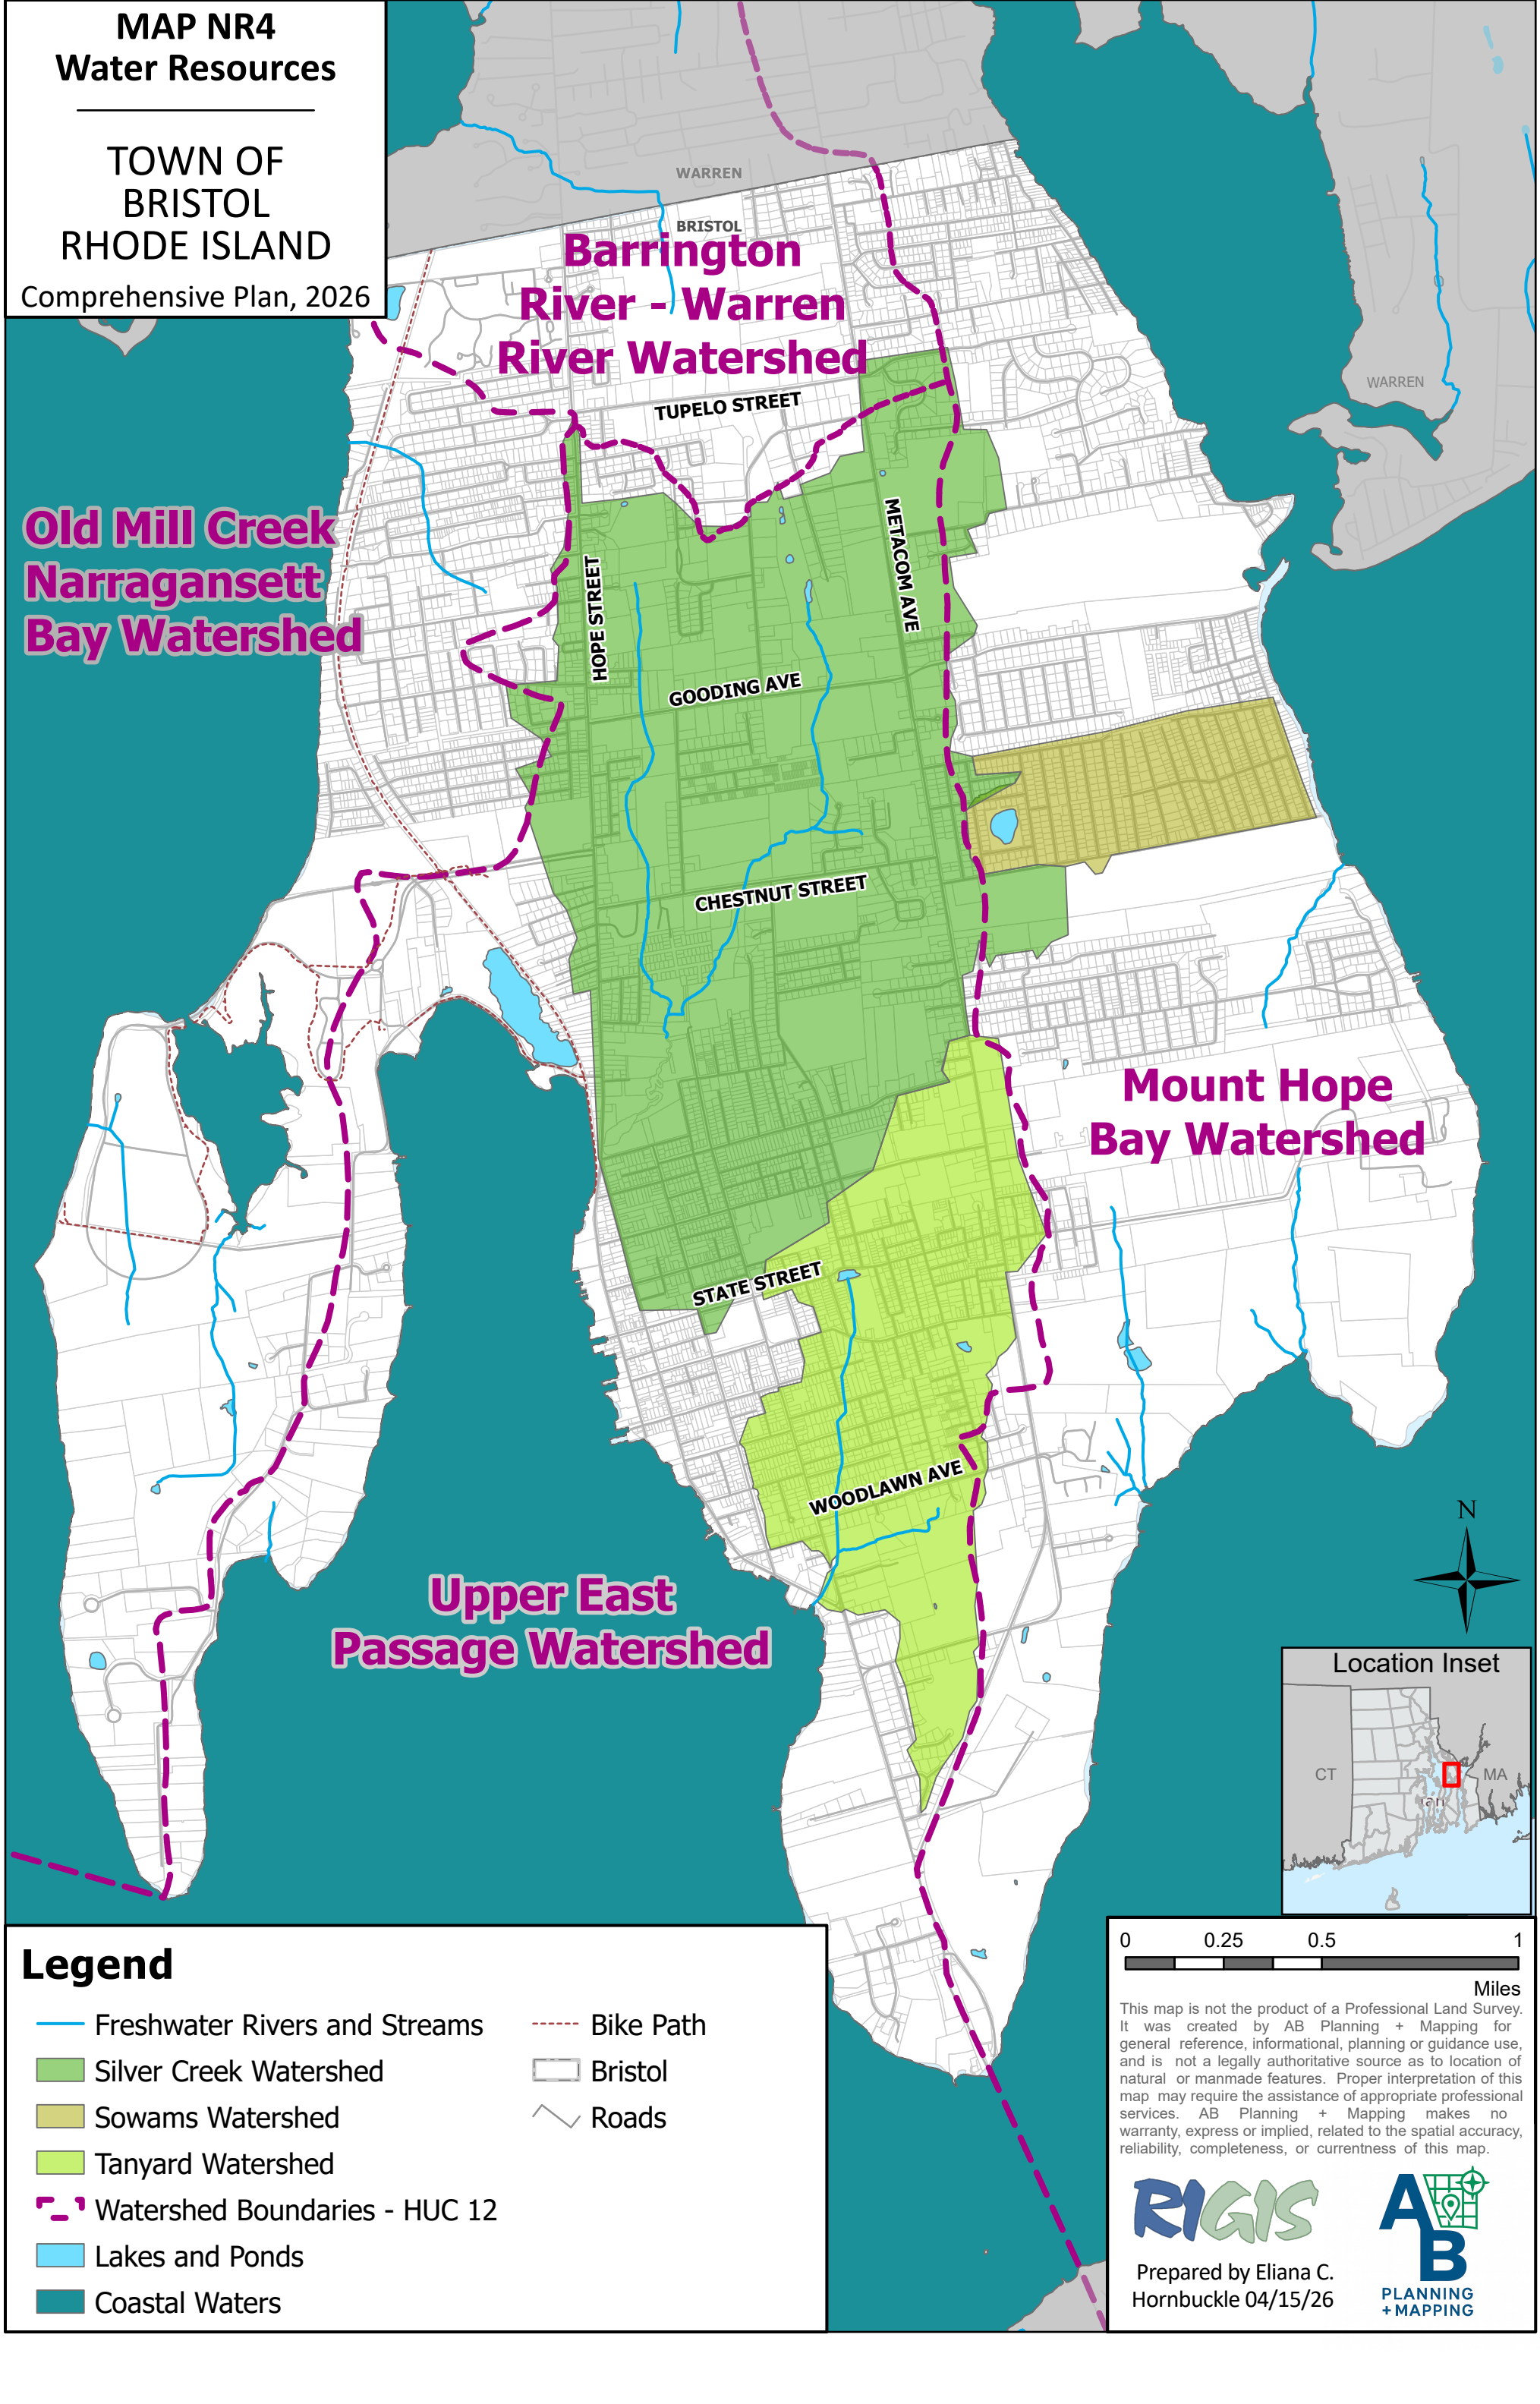 MAP NR4
Water Resources
TOWN OF
BRISTOL
RHODE ISLAND
Comprehensive Plan, 2026
WARREN
BRISTOL
Barrington
River - Warren
River Watershed
WARREN
TUPELO STREET
METACOM AVE
Old Mill Creek
Narragansett
Bay Watershed
HOPE STREET
GOODING AVE
CHESTNUT STREET
Mount Hope
Bay Watershed
STATE STREET
WOODLAWN AVE
Upper East
Passage Watershed
N
Location Inset
CT
MA
Legend
Freshwater Rivers and Streams
Silver Creek Watershed
Sowams Watershed
Tanyard Watershed
Watershed Boundaries - HUC 12
Lakes and Ponds
Coastal Waters
Bike Path
Bristol
Roads
0 0.25 0.5 1
Miles
This map is not the product of a Professional Land Survey.
It was created by AB Planning + Mapping for
general reference, informational, planning or guidance use,
and is not a legally authoritative source as to location of
natural or manmade features. Proper interpretation of this
map may require the assistance of appropriate professional
services. AB Planning + Mapping makes no
warranty, express or implied, related to the spatial accuracy,
reliability, completeness, or currentness of this map.
RIGIS
Prepared by Eliana C.
Hornbuckle 04/15/26
AB
PLANNING
+MAPPING